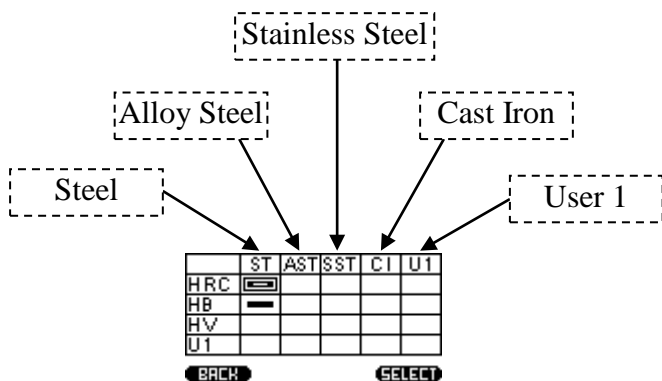 Stainless Steel
Alloy Steel
Cast Iron
Steel
User 1
ST AST SST CI U1
HRC
HB
HV
U1
BACK SELECT